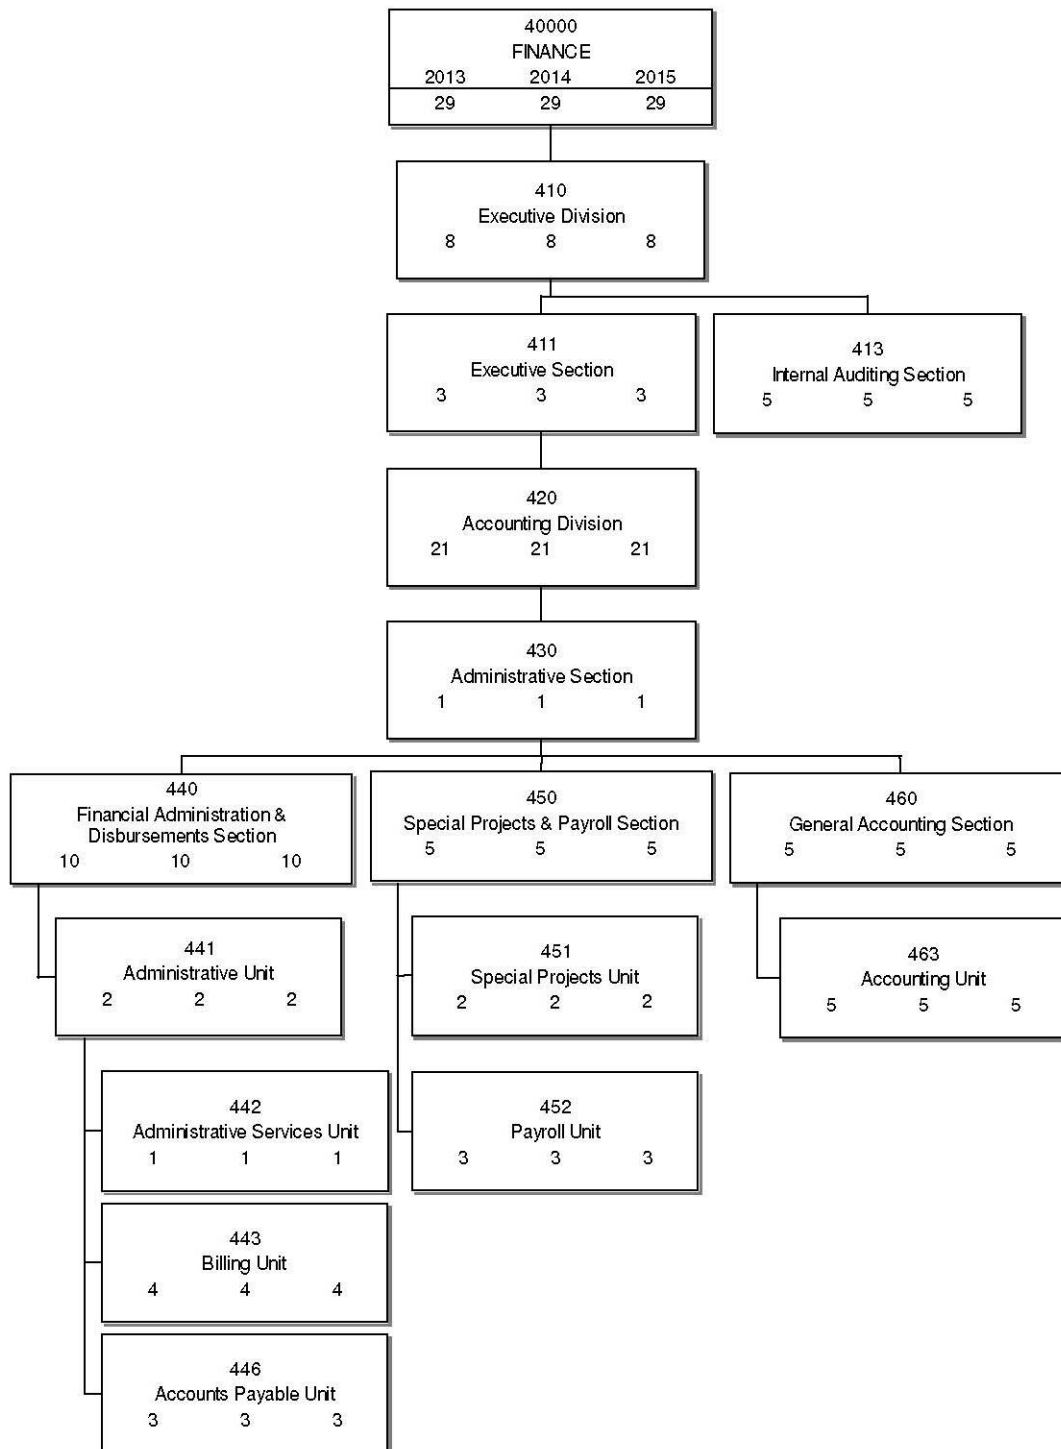 40000
FINANCE
2013 2014 2015
29 29 29
410
Executive Division
8 8 8
411
Executive Section
3 3 3
413
Internal Auditing Section
5 5 5
420
Accounting Division
21 21 21
430
Administrative Section
1 1 1
440
Financial Administration &
Disbursements Section
10 10 10
450
Special Projects & Payroll Section
5 5 5
460
General Accounting Section
5 5 5
441
Administrative Unit
2 2 2
451
Special Projects Unit
2 2 2
463
Accounting Unit
5 5 5
442
Administrative Services Unit
1 1 1
452
Payroll Unit
3 3 3
443
Billing Unit
4 4 4
446
Accounts Payable Unit
3 3 3